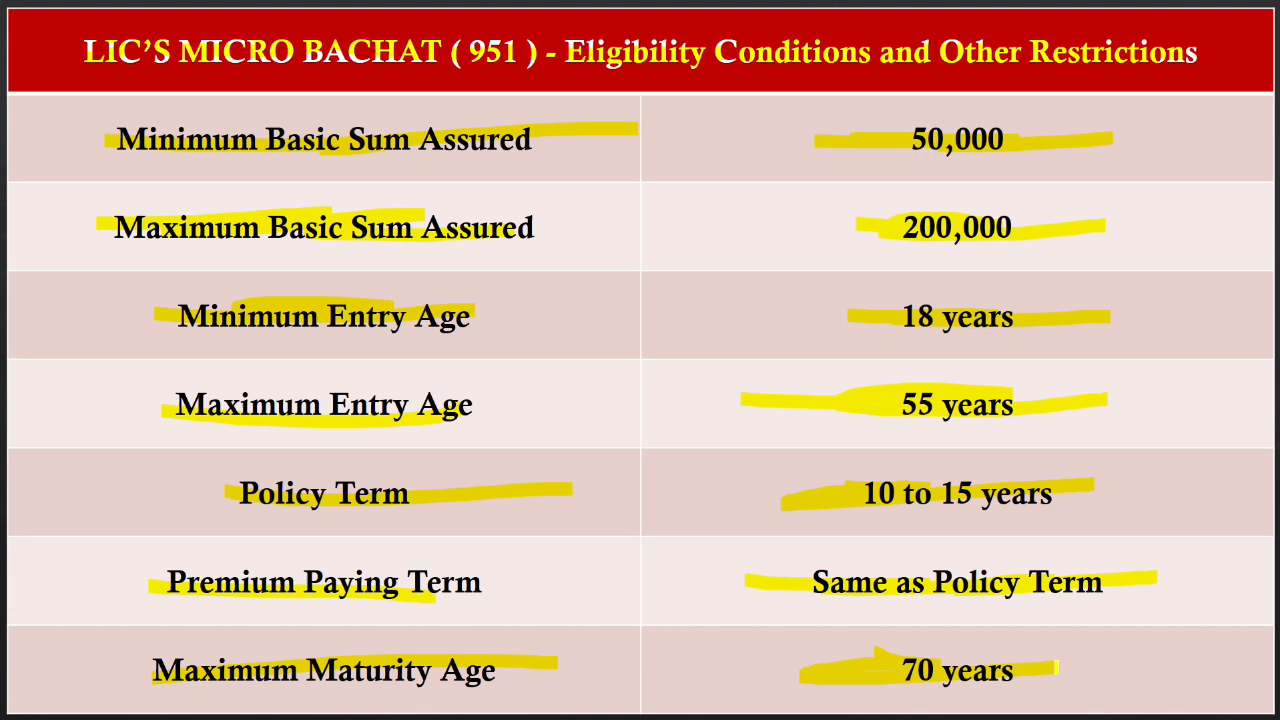 LIC'S MICRO BACHAT ( 951 ) - Eligibility Conditions and Other Restrictions
Minimum Basic Sum Assured 50,000
Maximum Basic Sum Assured 200,000
Minimum Entry Age 18 years
Maximum Entry Age 55 years
Policy Term 10 to 15 years
Premium Paying Term Same as Policy Term
Maximum Maturity Age 70 years